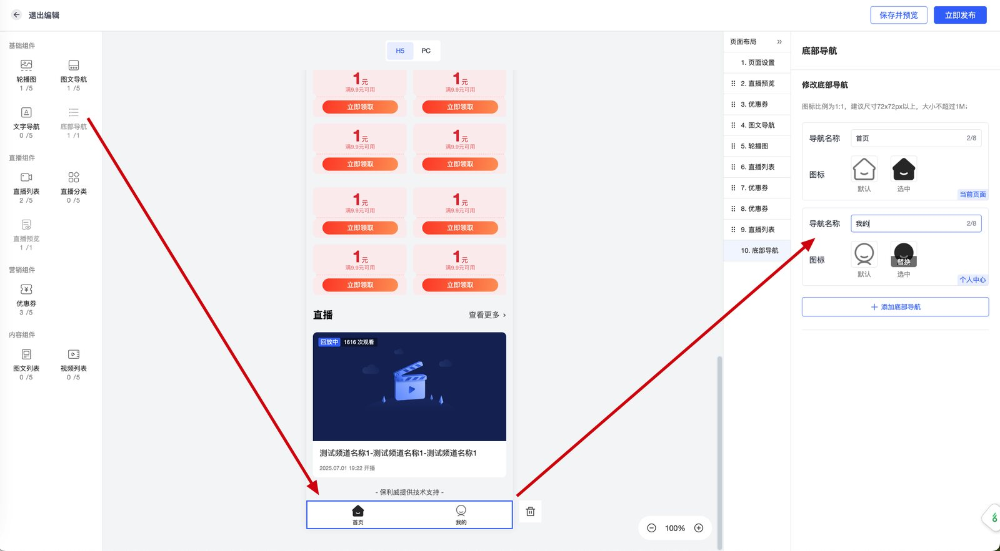 退出编辑
保存并预览
立即发布
基础组件
轮播图
1 /5
图文导航
1 /5
文字导航
0 /5
底部导航
1 /1
直播组件
直播列表
2 /5
直播分类
0 /5
直播预览
1 /1
营销组件
优惠券
3 /5
内容组件
图文列表
0 /5
视频列表
0 /5
H5
PC
1元
满9.9元可用
立即领取
1元
满9.9元可用
立即领取
1元
满9.9元可用
立即领取
1元
满9.9元可用
立即领取
1元
满9.9元可用
立即领取
1元
满9.9元可用
立即领取
1元
满9.9元可用
立即领取
1元
满9.9元可用
立即领取
直播
查看更多 ›
回放中 1616 次观看
测试频道名称1-测试频道名称1-测试频道名称1
2025.07.01 19:22 开播
- 保利威提供技术支持 -
首页
我的
100%
页面布局 »
1. 页面设置
2. 直播预览
3. 优惠券
4. 图文导航
5. 轮播图
6. 直播列表
7. 优惠券
8. 优惠券
9. 直播列表
10. 底部导航
底部导航
修改底部导航
图标比例为1:1，建议尺寸72x72px以上，大小不超过1M；
导航名称
首页
2/8
图标
默认
选中
当前页面
导航名称
我的
2/8
图标
替换
默认
选中
个人中心
+ 添加底部导航